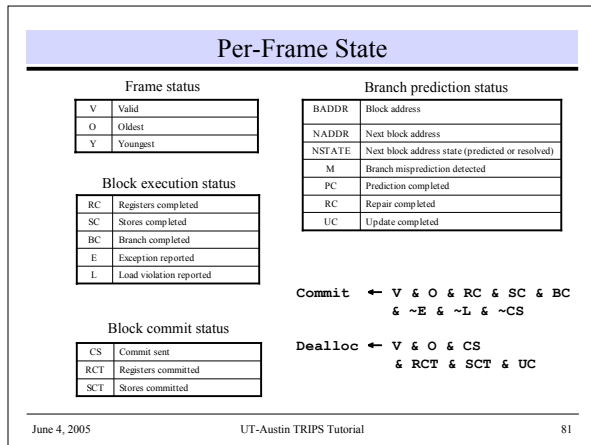 Per-Frame State
Frame status
V Valid
O Oldest
Y Youngest
Block execution status
RC Registers completed
SC Stores completed
BC Branch completed
E Exception reported
L Load violation reported
Block commit status
CS Commit sent
RCT Registers committed
SCT Stores committed
Branch prediction status
BADDR Block address
NADDR Next block address
NSTATE Next block address state (predicted or resolved)
M Branch misprediction detected
PC Prediction completed
RC Repair completed
UC Update completed
Commit ← V & O & RC & SC & BC
& ~E & ~L & ~CS
Dealloc ← V & O & CS
& RCT & SCT & UC
June 4, 2005 UT-Austin TRIPS Tutorial 81